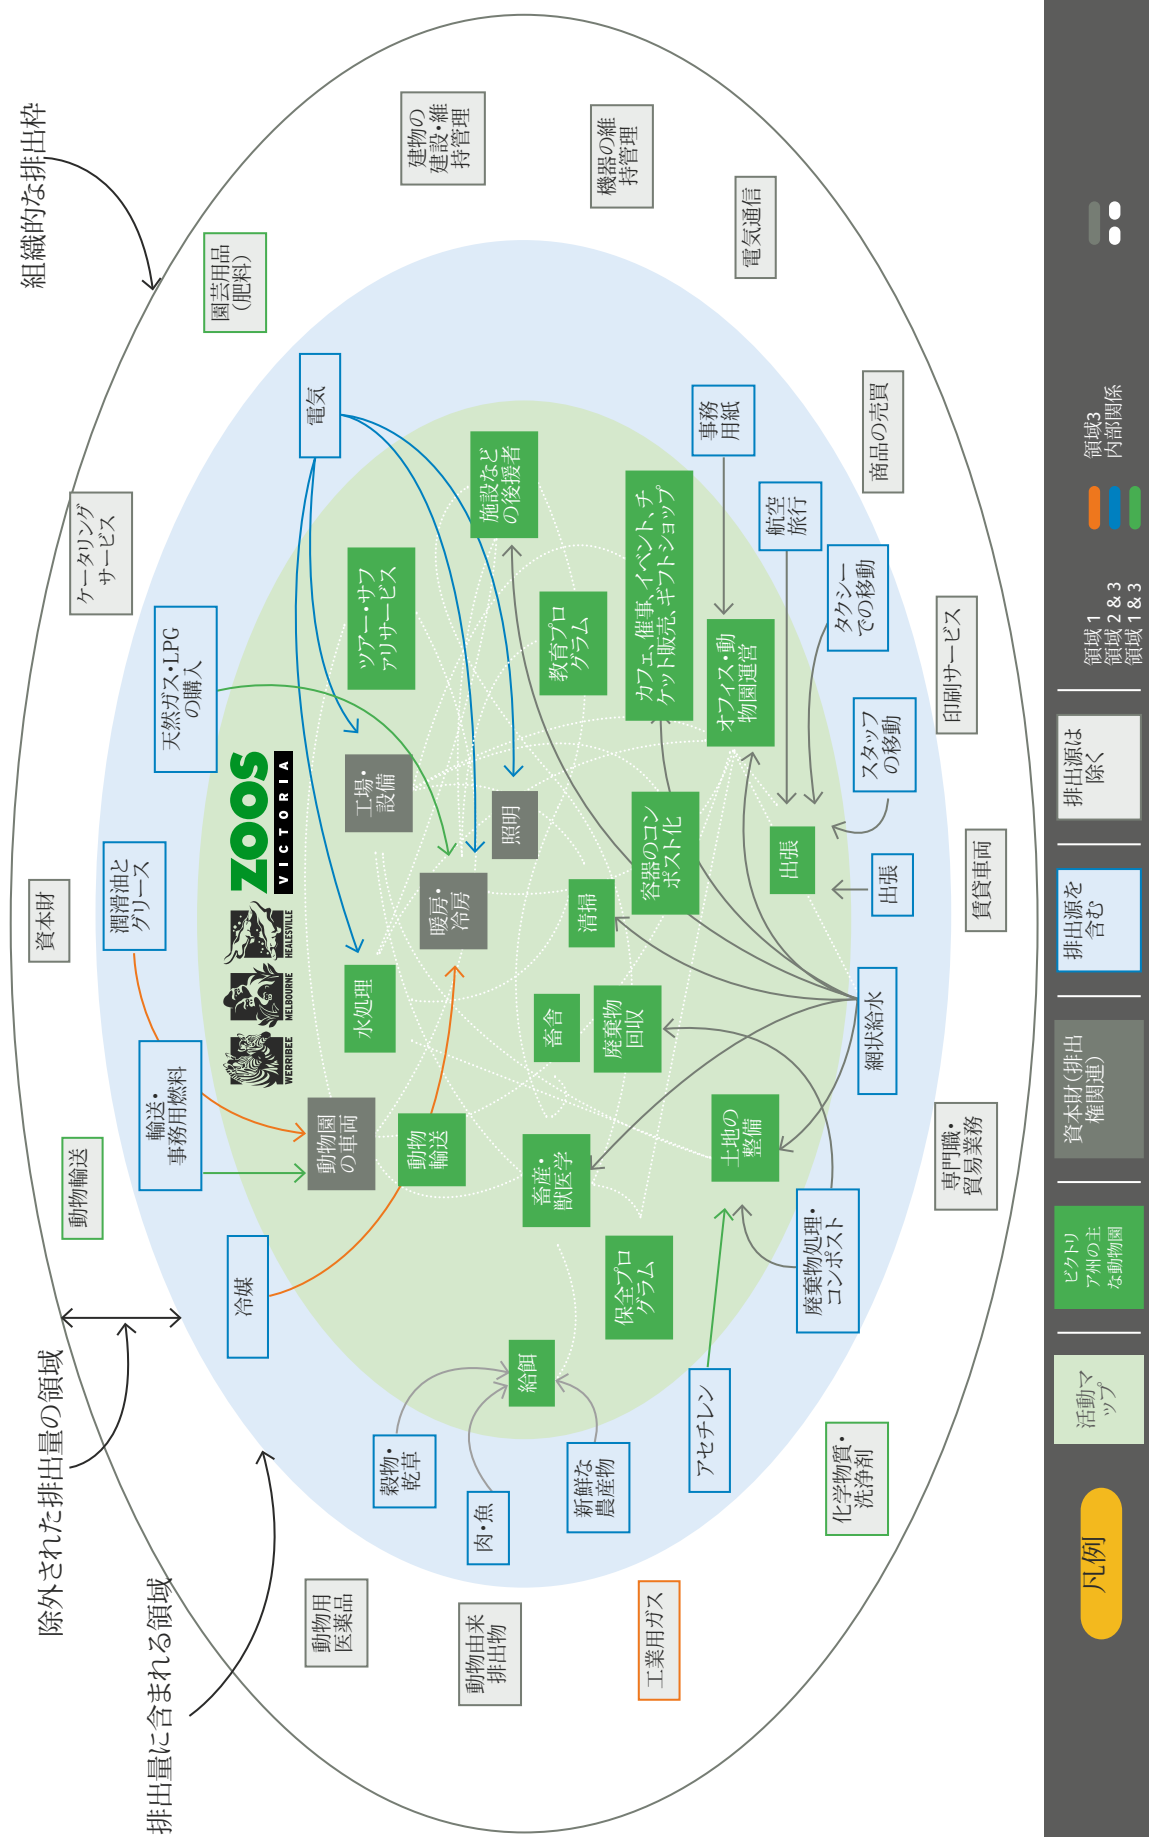 組織的な排出枠
除外された排出量の領域
排出量に含まれる領域
資本財
ケータリング
サービス
園芸用品
（肥料）
建物の
建設・維
持管理
機器の維
持管理
電気通信
商品の売買
印刷サービス
賃貸車両
専門職・
貿易業務
化学物質・
洗浄剤
工業用ガス
動物由来
排出物
動物用
医薬品
動物輸送
冷媒
輸送・
事務用燃料
潤滑油と
グリース
天然ガス・LPG
の購入
電気
事務
用紙
航空
旅行
タクシー
での移動
スタッフ
の移動
出張
網状給水
廃棄物処理・
コンポスト
アセチレン
新鮮な
農産物
肉・魚
穀物・
乾草
WERRIBEE
MELBOURNE
HEALESVILLE
ZOOS
VICTORIA
動物園
の車両
水処理
工場・
設備
ツアー・サフ
ァリサービス
動物
輸送
暖房・
冷房
照明
施設など
の後援者
給餌
畜産・
獣医学
畜舎
清掃
教育プロ
グラム
保全プロ
グラム
廃棄物
回収
容器のコン
ポスト化
カフェ、催事、イベント、チ
ケット販売、ギフトショップ
土地の
整備
出張
オフィス・動
物園運営
凡例
活動マ
ップ
ビクトリ
ア州の主
な動物園
資本財（排出
権関連）
排出源を
含む
排出源は
除く
領域 1
領域 2 & 3
領域 1 & 3
領域3
内部関係